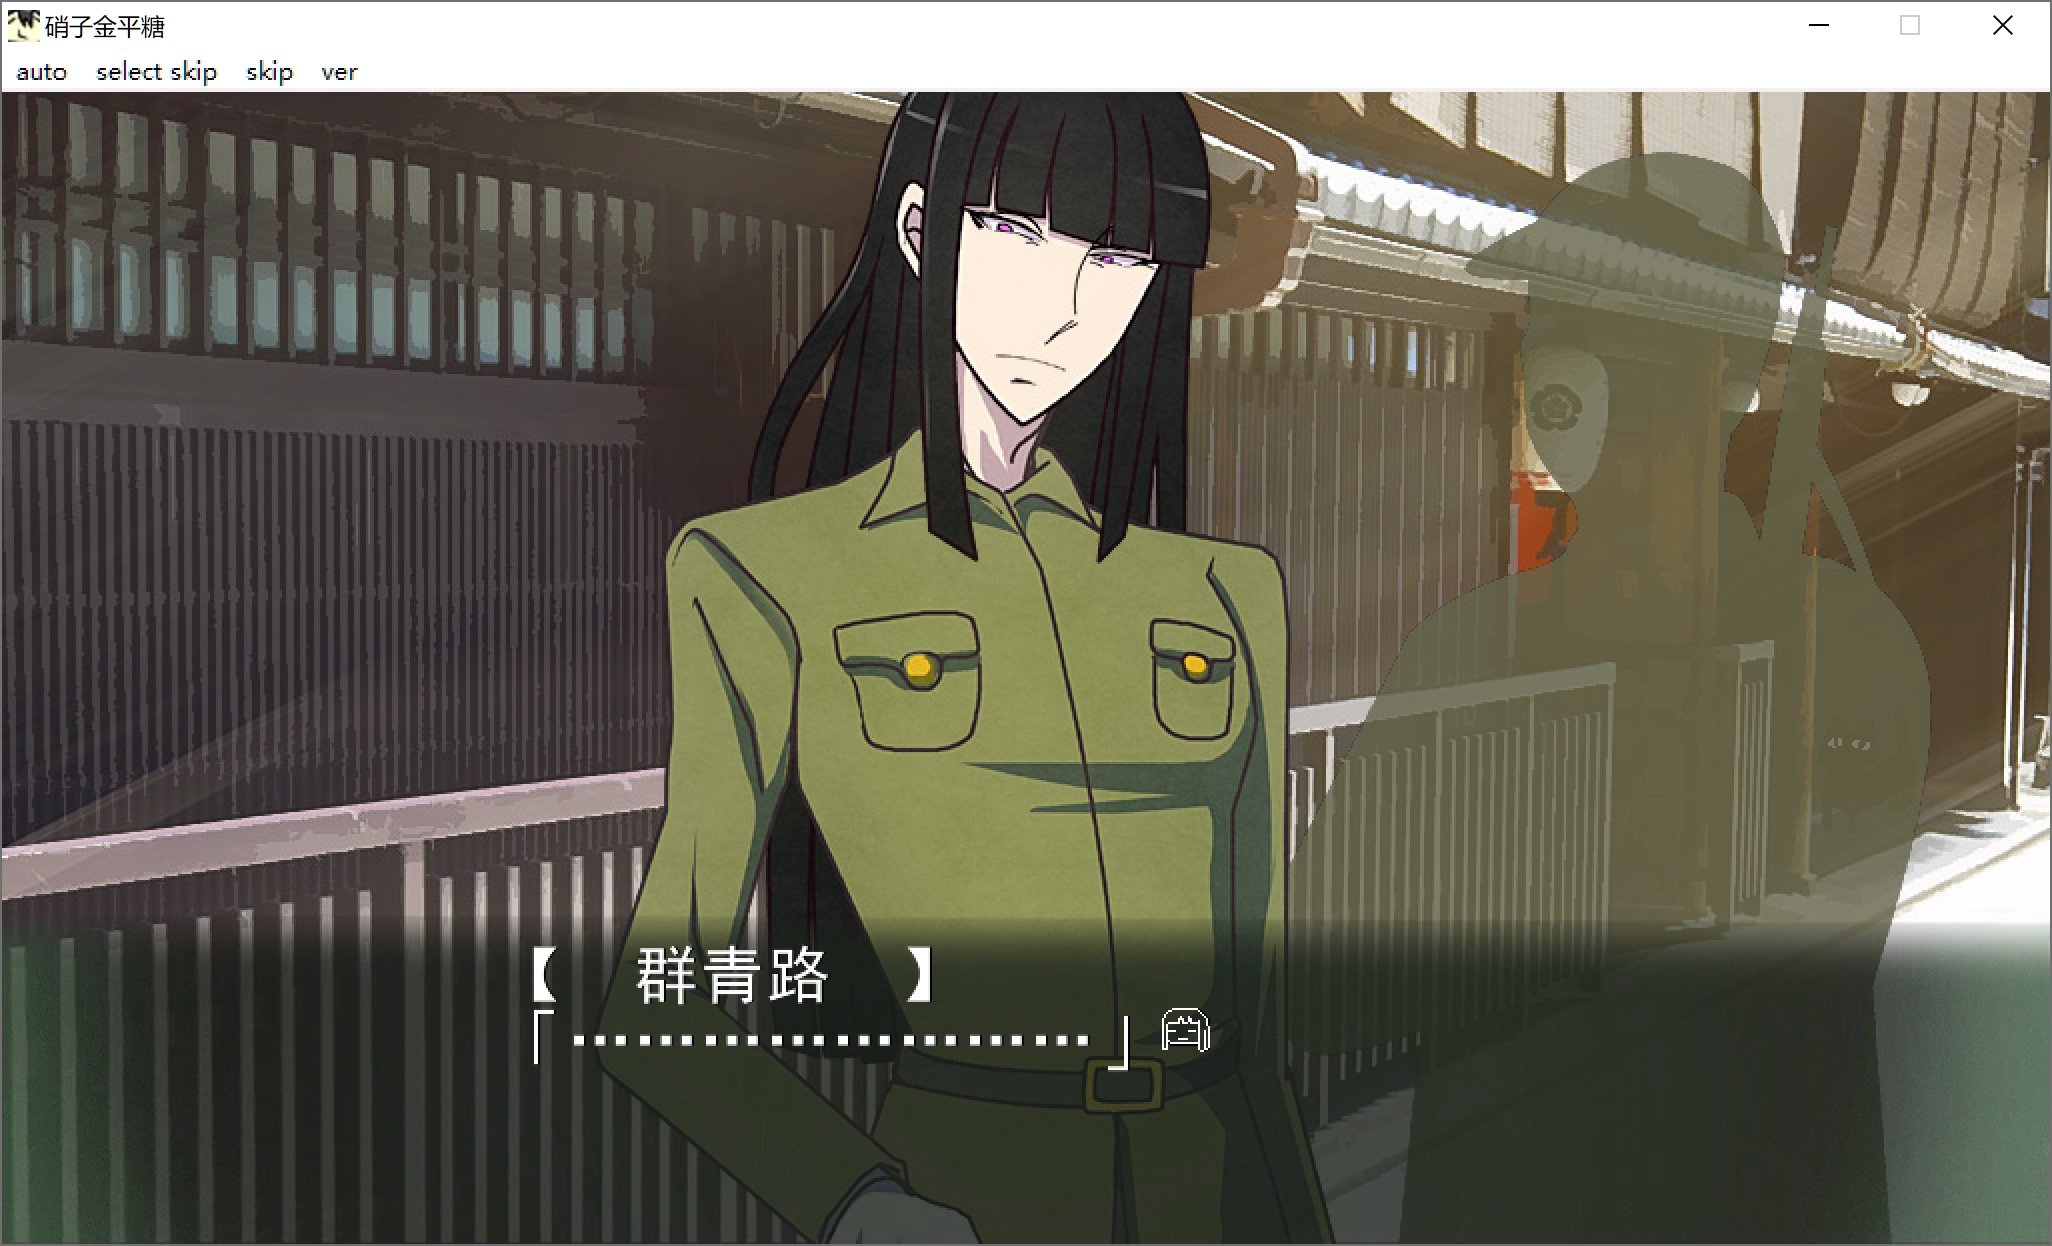 硝子金平糖
auto select skip skip ver
【 群青路 】
「.......................」